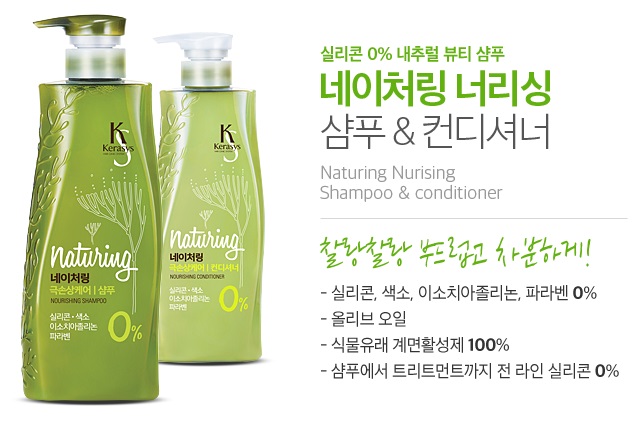 실리콘 0% 내추럴 뷰티 샴푸
네이처링 너리싱
샴푸 & 컨디셔너
Naturing Nurising
Shampoo & conditioner
찰랑찰랑 부드럽고 차분하게!
- 실리콘, 색소, 이소치아졸리논, 파라벤 0%
- 올리브 오일
- 식물유래 계면활성제 100%
- 샴푸에서 트리트먼트까지 전 라인 실리콘 0%
KS
Kerasys
naturing
네이처링
극손상케어 | 샴푸
NOURISHING SHAMPOO
실리콘·색소
이소치아졸리논
파라벤
0%
KS
Kerasys
naturing
네이처링
극손상케어 | 컨디셔너
NOURISHING CONDITIONER
실리콘·색소
이소치아졸리논
파라벤
0%